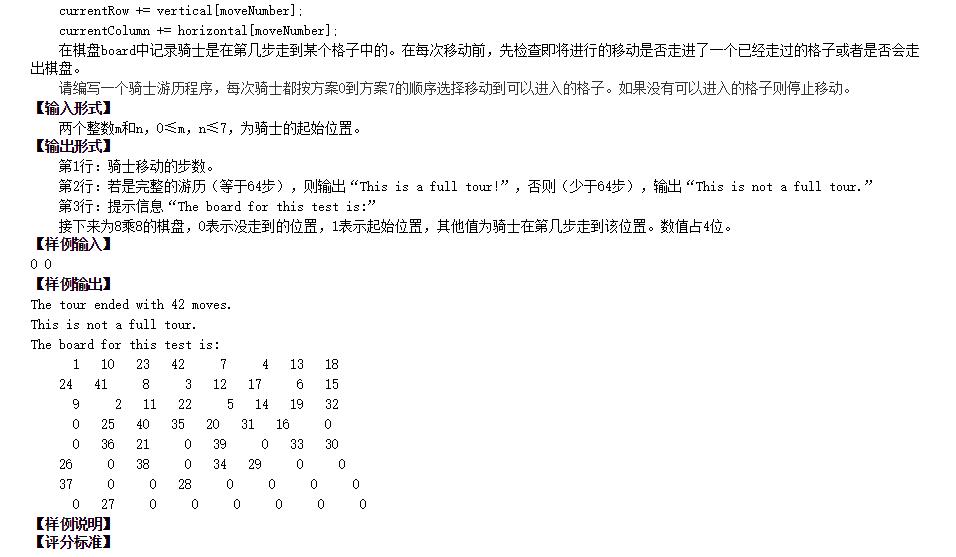 currentRow += vertical[moveNumber];
currentColumn += horizontal[moveNumber];
在棋盘board中记录骑士是在第几步走到某个格子中的。在每次移动前，先检查即将进行的移动是否走进了一个已经走过的格子或者是否会走
出棋盘。
请编写一个骑士游历程序，每次骑士都按方案0到方案7的顺序选择移动到可以进入的格子。如果没有可以进入的格子则停止移动。
【输入形式】
两个整数m和n，0≤m，n≤7，为骑士的起始位置。
【输出形式】
第1行：骑士移动的步数。
第2行：若是完整的游历（等于64步），则输出“This is a full tour!”，否则（少于64步），输出“This is not a full tour.”
第3行：提示信息“The board for this test is:”
接下来为8乘8的棋盘，0表示没走到的位置，1表示起始位置，其他值为骑士在第几步走到该位置。数值占4位。
【样例输入】
0 0
【样例输出】
The tour ended with 42 moves.
This is not a full tour.
The board for this test is:
1 10 23 42 7 4 13 18
24 41 8 3 12 17 6 15
9 2 11 22 5 14 19 32
0 25 40 35 20 31 16 0
0 36 21 0 39 0 33 30
26 0 38 0 34 29 0 0
37 0 0 28 0 0 0 0
0 27 0 0 0 0 0 0
【样例说明】
【评分标准】